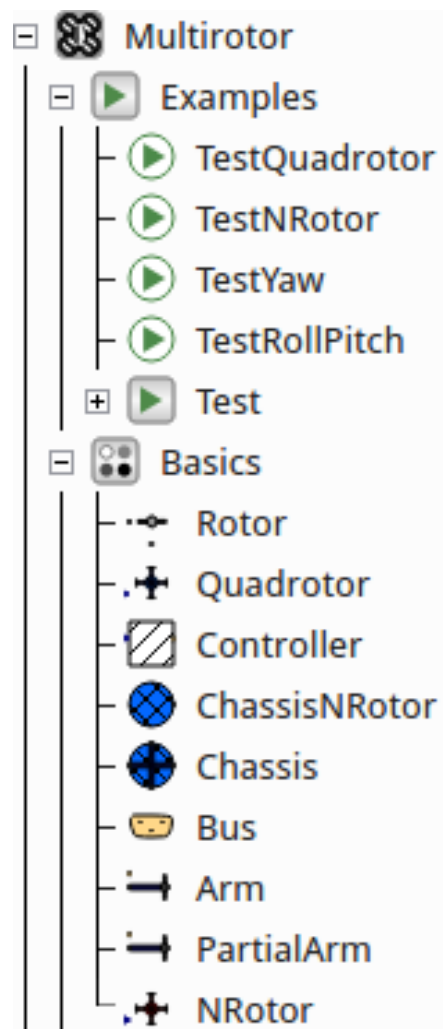 Multirotor
Examples
TestQuadrotor
TestNRotor
TestYaw
TestRollPitch
Test
Basics
Rotor
Quadrotor
Controller
ChassisNRotor
Chassis
Bus
Arm
PartialArm
NRotor